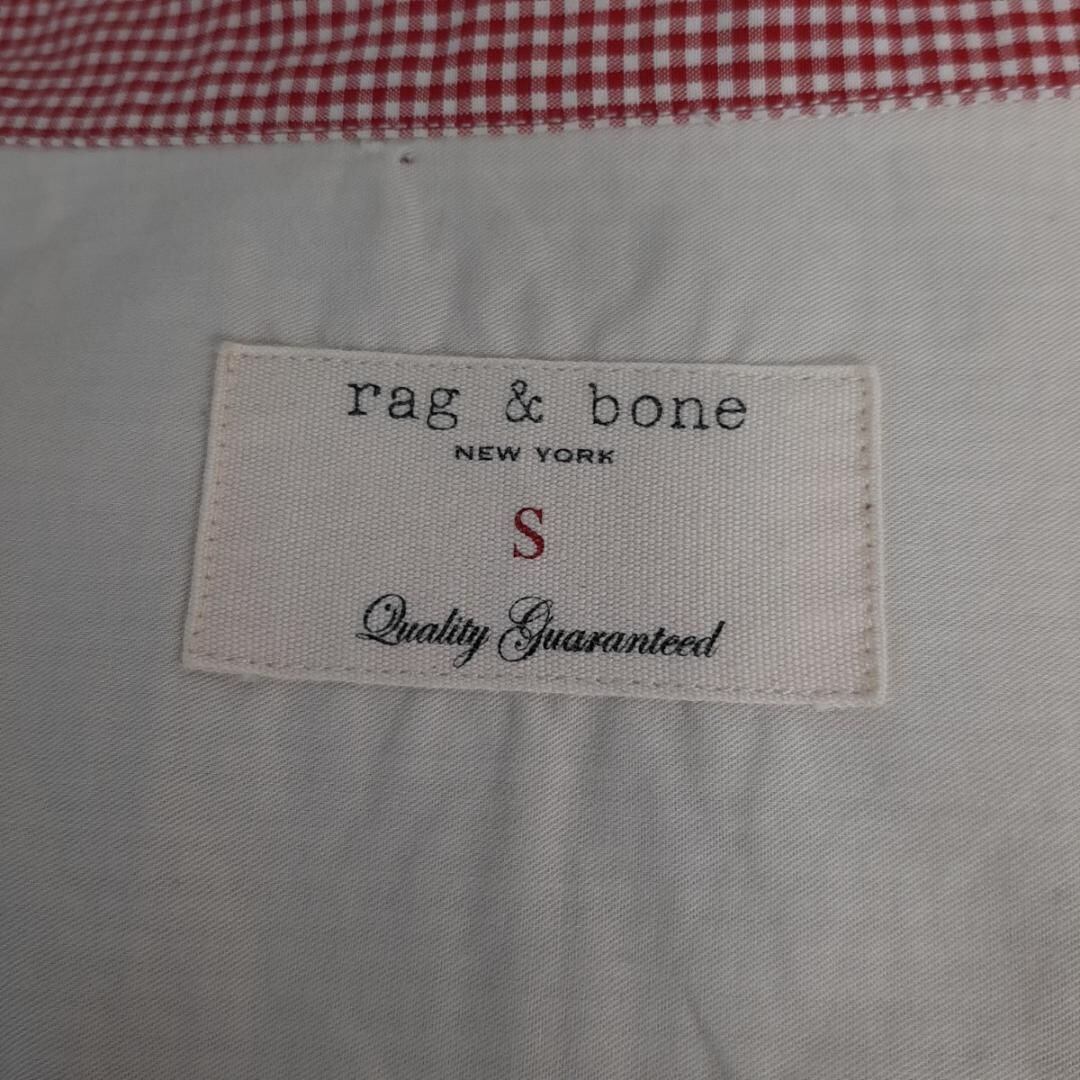 rag & bone
NEW YORK
S
Quality Guaranteed